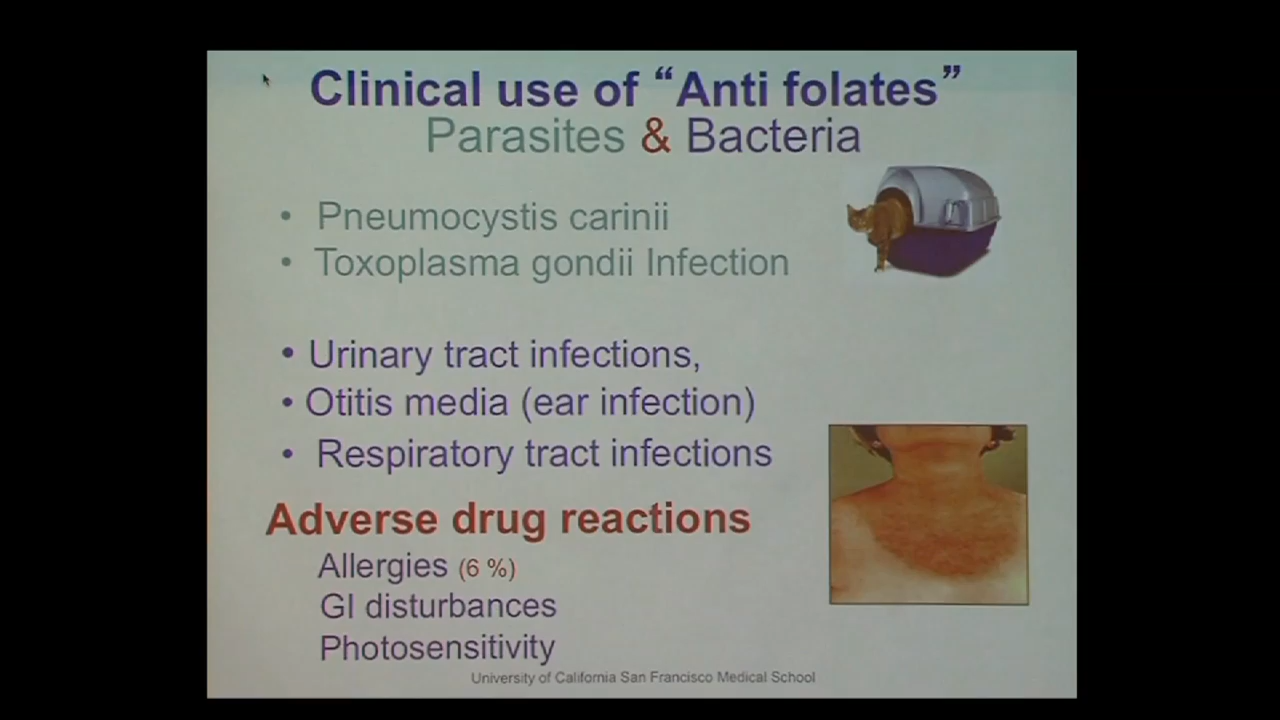 Clinical use of “Anti folates”
Parasites & Bacteria
• Pneumocystis carinii
• Toxoplasma gondii Infection
• Urinary tract infections,
• Otitis media (ear infection)
• Respiratory tract infections
Adverse drug reactions
Allergies (6 %)
GI disturbances
Photosensitivity
University of California San Francisco Medical School